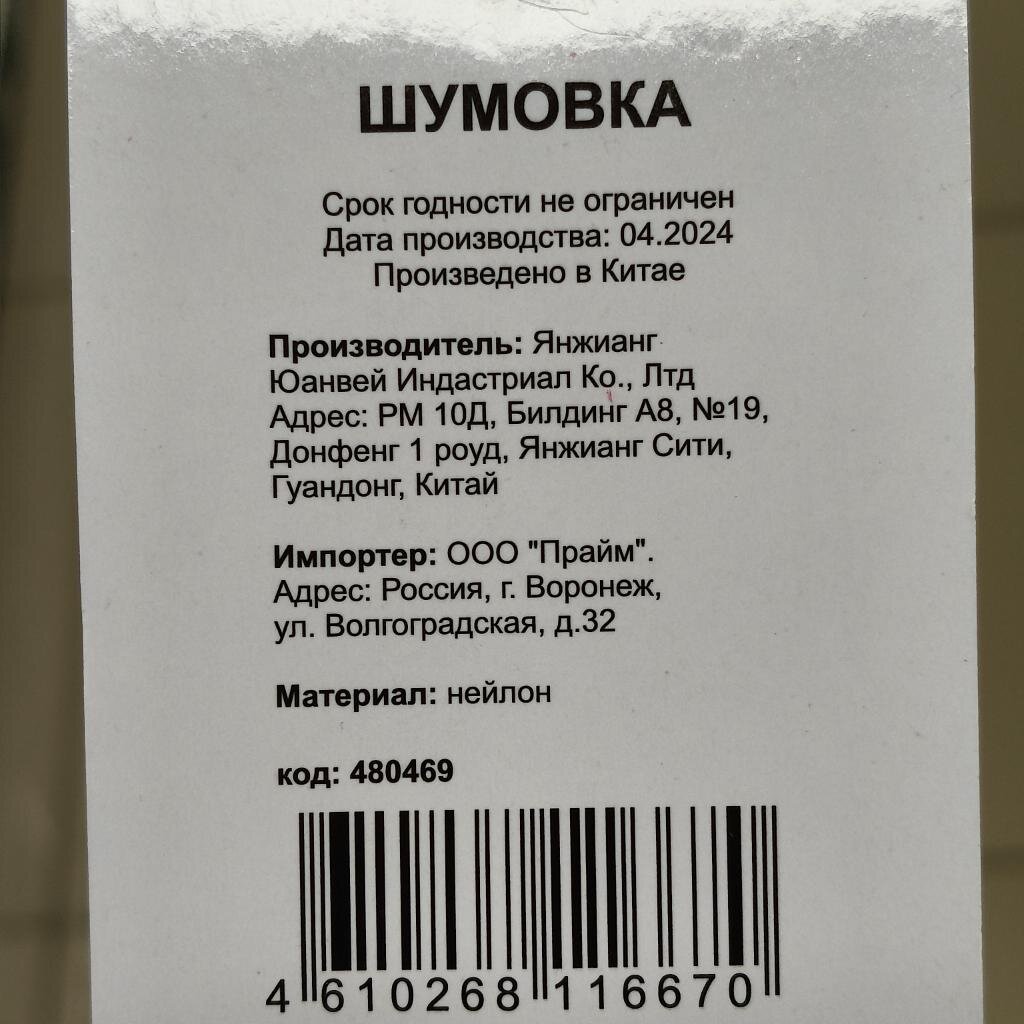 ШУМОВКА
Срок годности не ограничен
Дата производства: 04.2024
Произведено в Китае
Производитель: Янжианг
Юанвей Индастриал Ко., Лтд
Адрес: РМ 10Д, Билдинг А8, №19,
Донфенг 1 роуд, Янжианг Сити,
Гуандонг, Китай
Импортер: ООО "Прайм".
Адрес: Россия, г. Воронеж,
ул. Волгоградская, д.32
Материал: нейлон
код: 480469
4 610268 116670